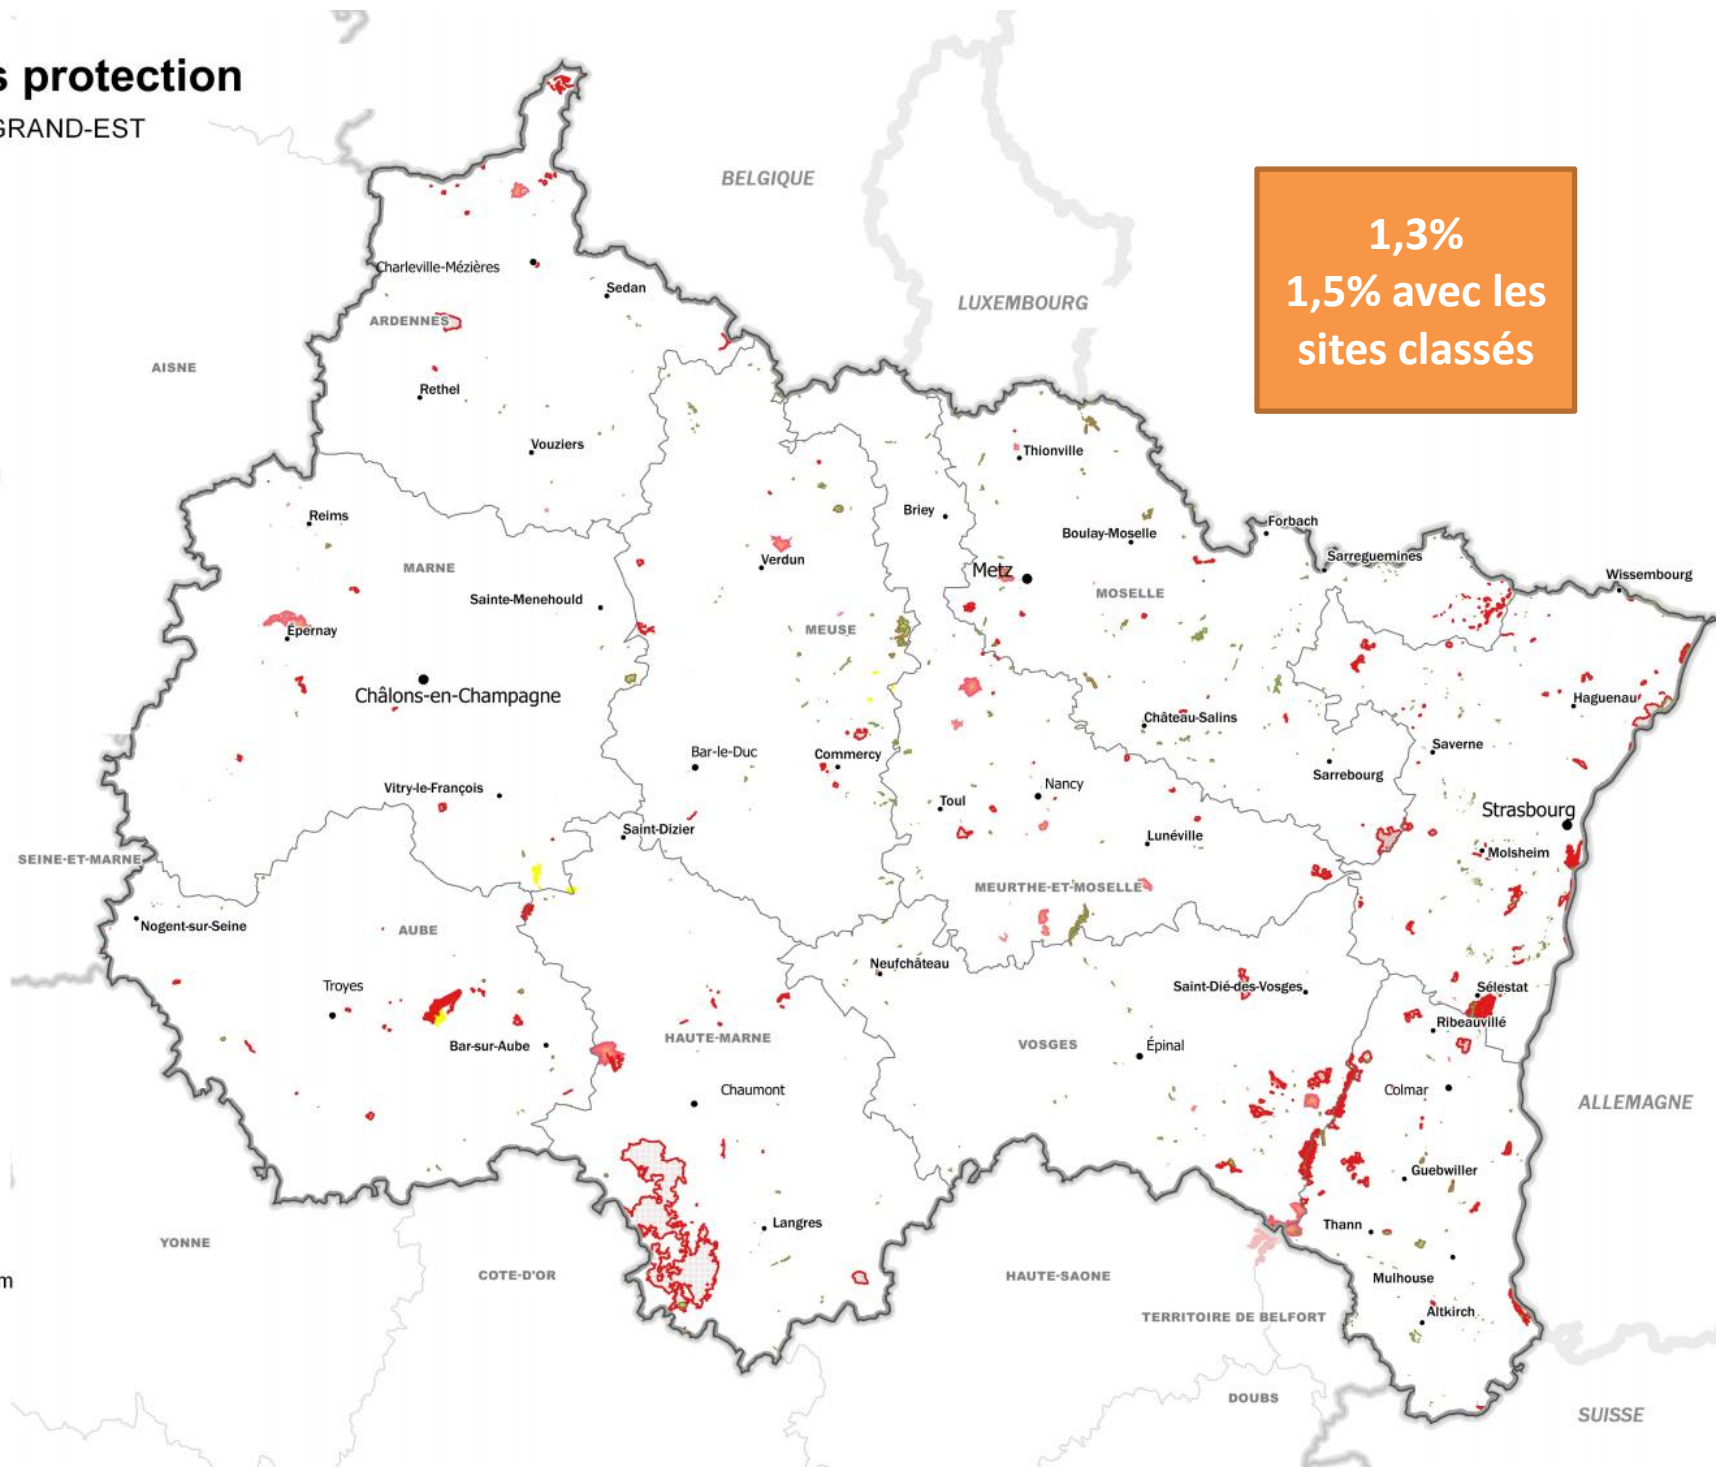 s protection
GRAND-EST
BELGIQUE
1,3%
1,5% avec les
sites classés
Charleville-Mézières
Sedan
LUXEMBOURG
ARDENNES
AISNE
Rethel
Vouziers
Thionville
Reims
Briey
Forbach
Boulay-Moselle
Sarreguemines
Verdun
MARNE
Metz
Wissembourg
Sainte-Menehould
MOSELLE
Épernay
MEUSE
Châlons-en-Champagne
Haguenau
Château-Salins
Bar-le-Duc
Commercy
Saverne
Sarrebourg
Vitry-le-François
Nancy
Toul
Strasbourg
Saint-Dizier
Lunéville
SEINE-ET-MARNE
Molsheim
MEURTHE-ET-MOSELLE
Nogent-sur-Seine
AUBE
Neufchâteau
Troyes
Saint-Dié-des-Vosges
Sélestat
Ribeauvillé
HAUTE-MARNE
Bar-sur-Aube
VOSGES
Épinal
Chaumont
Colmar
ALLEMAGNE
Guebwiller
Langres
Thann
YONNE
COTE-D'OR
HAUTE-SAONE
m
Mulhouse
Altkirch
TERRITOIRE DE BELFORT
DOUBS
SUISSE